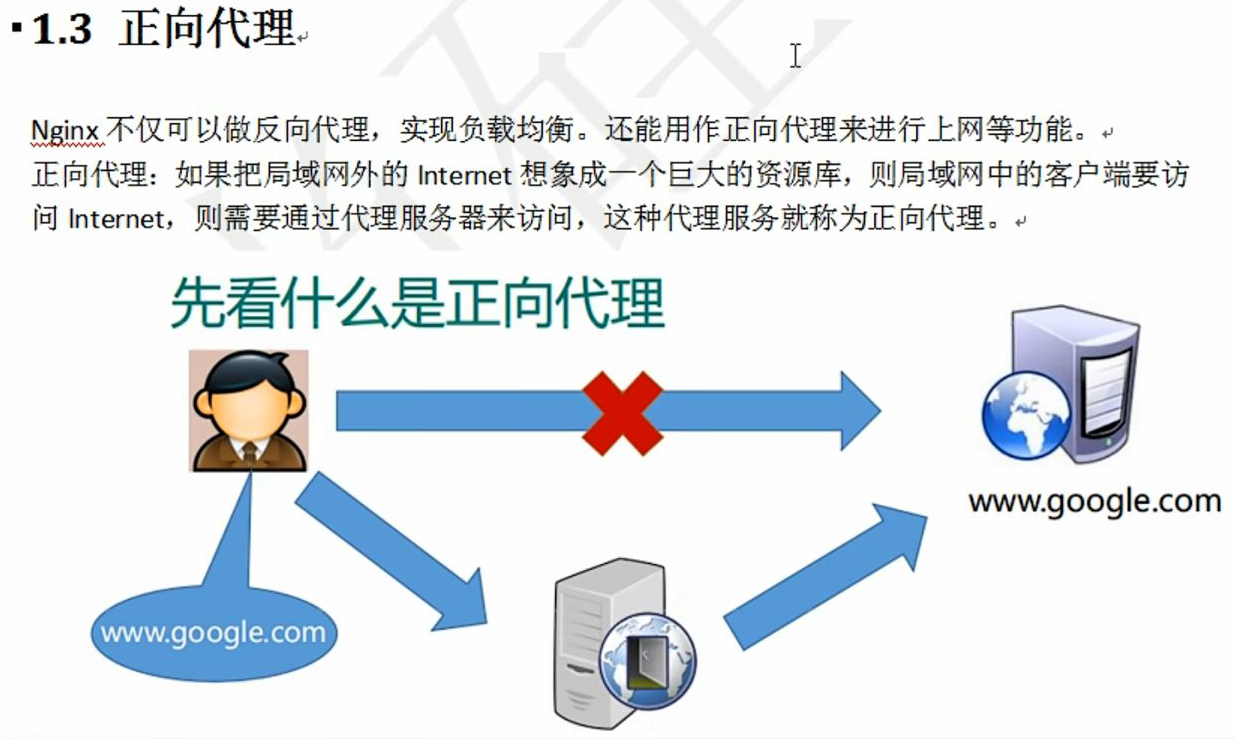 1.3 正向代理
Nginx 不仅可以做反向代理，实现负载均衡。还能用作正向代理来进行上网等功能。
正向代理：如果把局域网外的 Internet 想象成一个巨大的资源库，则局域网中的客户端要访
问 Internet，则需要通过代理服务器来访问，这种代理服务就称为正向代理。
先看什么是正向代理
www.google.com
www.google.com